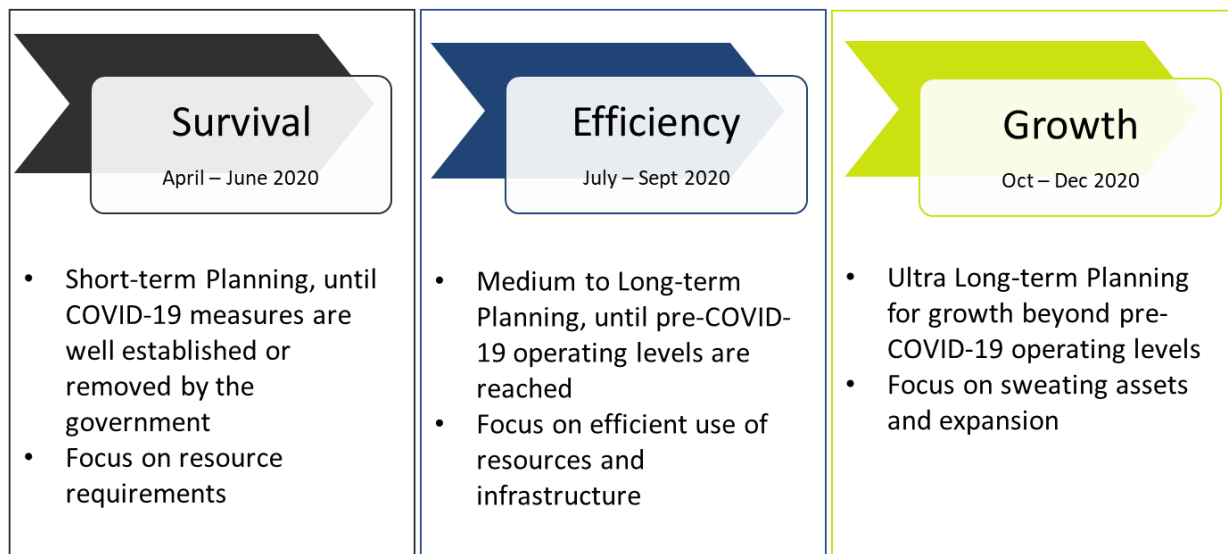 Survival
April – June 2020
• Short-term Planning, until
COVID-19 measures are
well established or
removed by the
government
• Focus on resource
requirements
Efficiency
July – Sept 2020
• Medium to Long-term
Planning, until pre-COVID-
19 operating levels are
reached
• Focus on efficient use of
resources and
infrastructure
Growth
Oct – Dec 2020
• Ultra Long-term Planning
for growth beyond pre-
COVID-19 operating levels
• Focus on sweating assets
and expansion